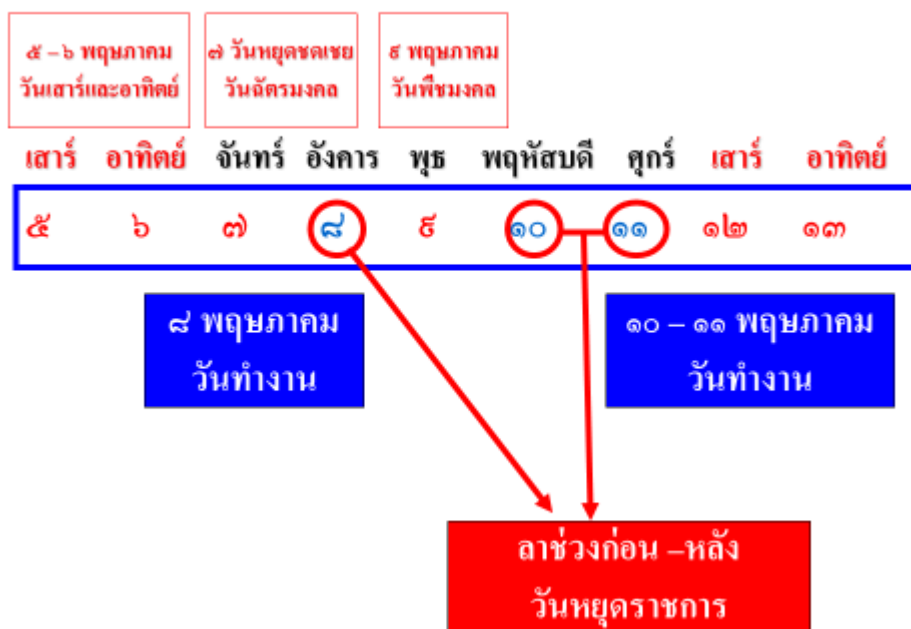 ๕ –๖ พฤษภาคม
วันเสาร์และอาทิตย์
๗ วันหยุดชดเชย
วันฉัตรมงคล
๙ พฤษภาคม
วันพืชมงคล
เสาร์ อาทิตย์ จันทร์ อังคาร พุธ พฤหัสบดี ศุกร์ เสาร์ อาทิตย์
๕ ๖ ๗ ๘ ๙ ๑๐ ๑๑ ๑๒ ๑๓
๘ พฤษภาคม
วันทำงาน
๑๐ – ๑๑ พฤษภาคม
วันทำงาน
ลาช่วงก่อน –หลัง
วันหยุดราชการ